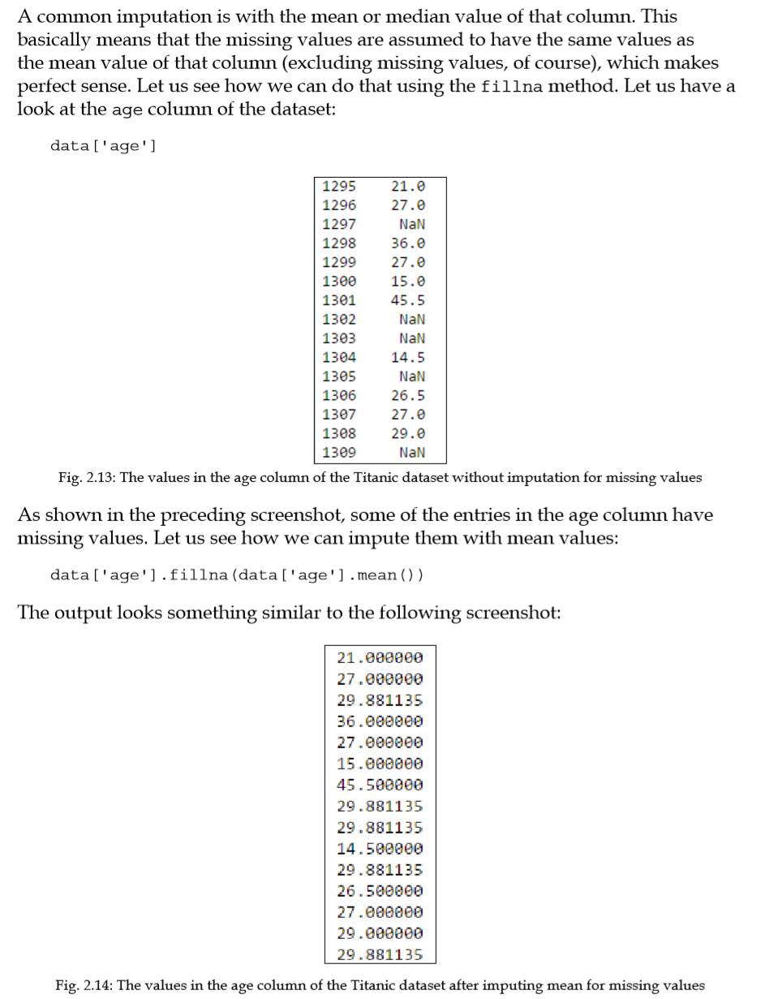 A common imputation is with the mean or median value of that column. This
basically means that the missing values are assumed to have the same values as
the mean value of that column (excluding missing values, of course), which makes
perfect sense. Let us see how we can do that using the fillna method. Let us have a
look at the age column of the dataset:
data['age']
1295 21.0
1296 27.0
1297 NaN
1298 36.0
1299 27.0
1300 15.0
1301 45.5
1302 NaN
1303 NaN
1304 14.5
1305 NaN
1306 26.5
1307 27.0
1308 29.0
1309 NaN
Fig. 2.13: The values in the age column of the Titanic dataset without imputation for missing values
As shown in the preceding screenshot, some of the entries in the age column have
missing values. Let us see how we can impute them with mean values:
data['age'].fillna(data['age'].mean())
The output looks something similar to the following screenshot:
21.000000
27.000000
29.881135
36.000000
27.000000
15.000000
45.500000
29.881135
29.881135
14.500000
29.881135
26.500000
27.000000
29.000000
29.881135
Fig. 2.14: The values in the age column of the Titanic dataset after imputing mean for missing values